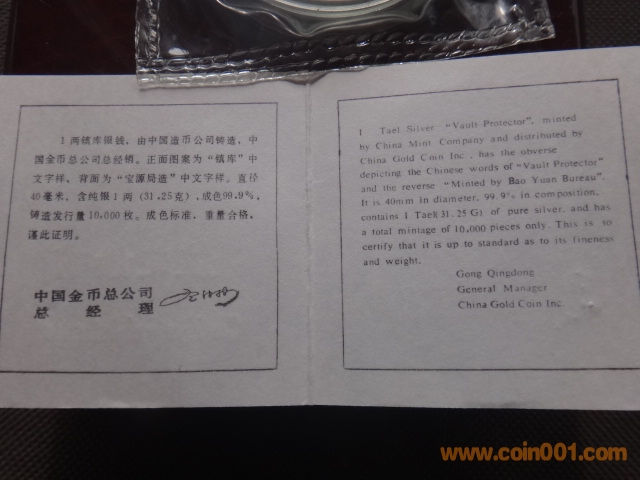 1两镇库银钱，由中国造币公司铸造，中
国金币总公司总经销。正面图案为“镇库”中
文字样，背面为“宝源局造”中文字样。直径
40毫米，含纯银1两（31.25克），成色99.9％，
铸造发行量10,000枚。成色标准，重量合格，
谨此证明。
中国金币总公司
总经理
1 Tael Silver “Vault Protector”, minted
by China Mint Company and distributed by
China Gold Coin Inc., has the obverse
depicting the Chinese words of “Vault Protector”
and the reverse “Minted by Bao Yuan Bureau”.
It is 40mm in diameter, 99.9% in composition,
contains 1 Tael(31.25G) of pure silver, and has
a total mintage of 10,000 pieces only. This is to
certify that it is up to standard as to its fineness
and weight.
Gong Qingdong
General Manager
China Gold Coin Inc.
www.coin001.com